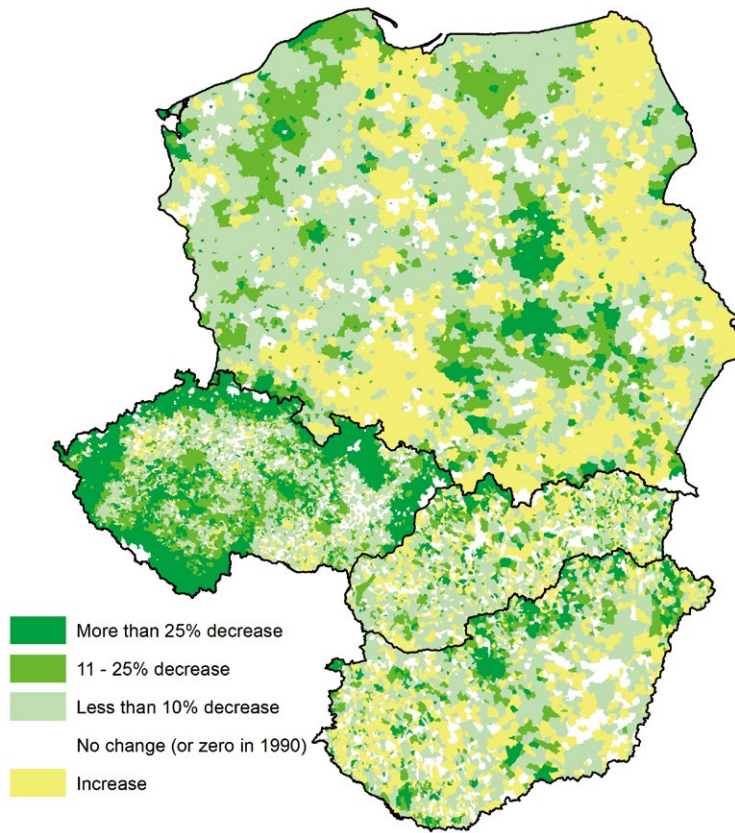 More than 25% decrease
11 - 25% decrease
Less than 10% decrease
No change (or zero in 1990)
Increase